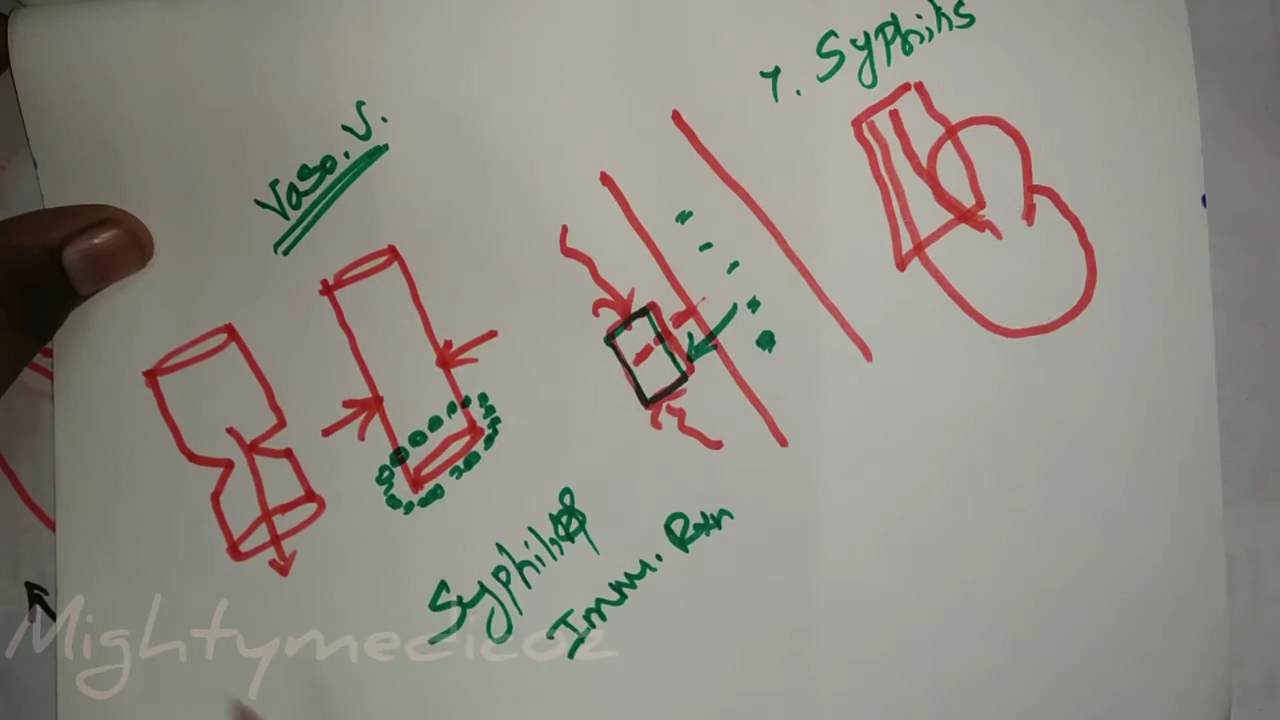 7. Syphilis
Vaso. V.
Syphilis
Immu. Rxn
Mightymedicoz